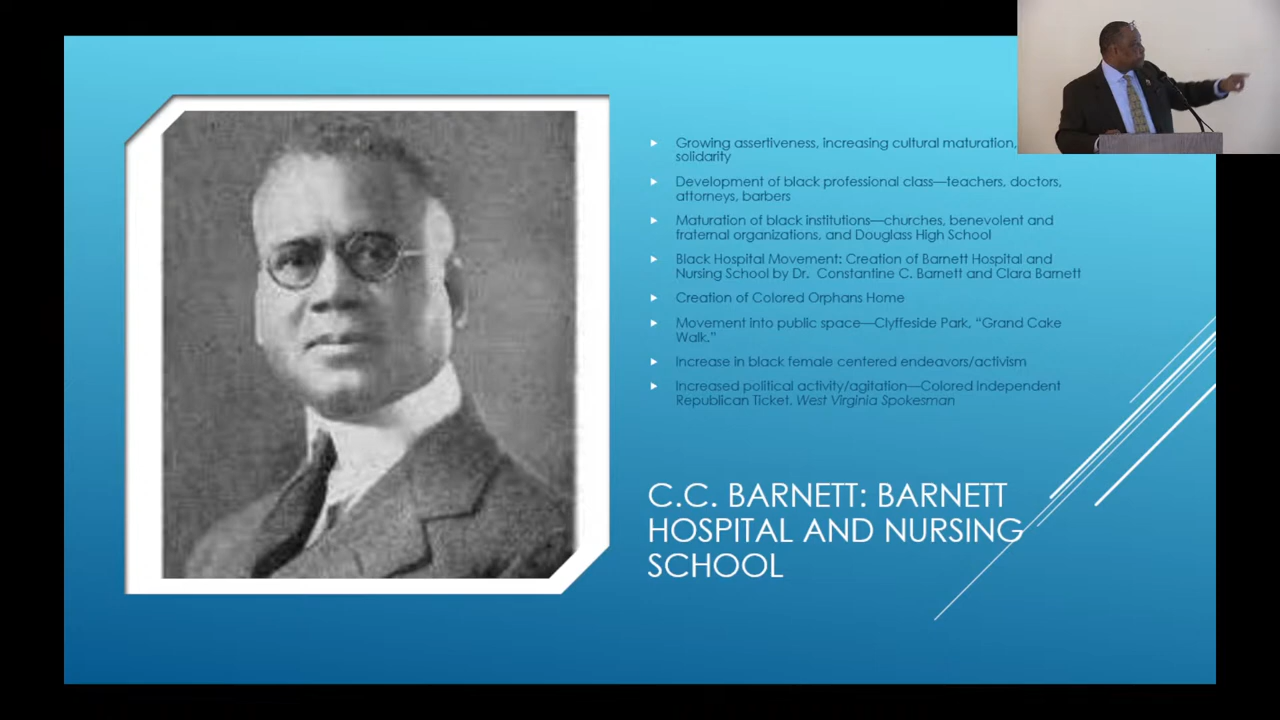 Growing assertiveness, increasing cultural maturation,
solidarity
Development of black professional class—teachers, doctors,
attorneys, barbers
Maturation of black institutions—churches, benevolent and
fraternal organizations, and Douglass High School
Black Hospital Movement: Creation of Barnett Hospital and
Nursing School by Dr. Constantine C. Barnett and Clara Barnett
Creation of Colored Orphans Home
Movement into public space—Clyffeside Park, “Grand Cake
Walk.”
Increase in black female centered endeavors/activism
Increased political activity/agitation—Colored Independent
Republican Ticket. West Virginia Spokesman
C.C. BARNETT: BARNETT
HOSPITAL AND NURSING
SCHOOL